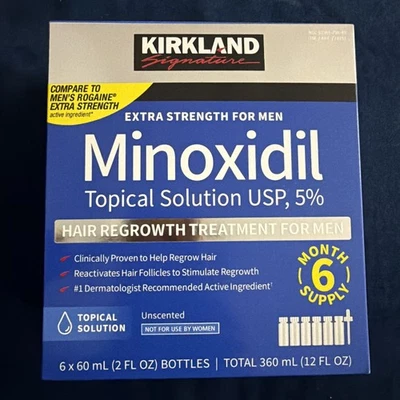 KIRKLAND
Signature
COMPARE TO
MEN'S ROGAINE®
EXTRA STRENGTH
active ingredient*
EXTRA STRENGTH FOR MEN
Minoxidil
Topical Solution USP, 5%
HAIR REGROWTH TREATMENT FOR MEN
Clinically Proven to Help Regrow Hair
Reactivates Hair Follicles to Stimulate Regrowth
#1 Dermatologist Recommended Active Ingredient†
6
MONTH
SUPPLY
TOPICAL
SOLUTION
Unscented
NOT FOR USE BY WOMEN
6 x 60 mL (2 FL OZ) BOTTLES | TOTAL 360 mL (12 FL OZ)